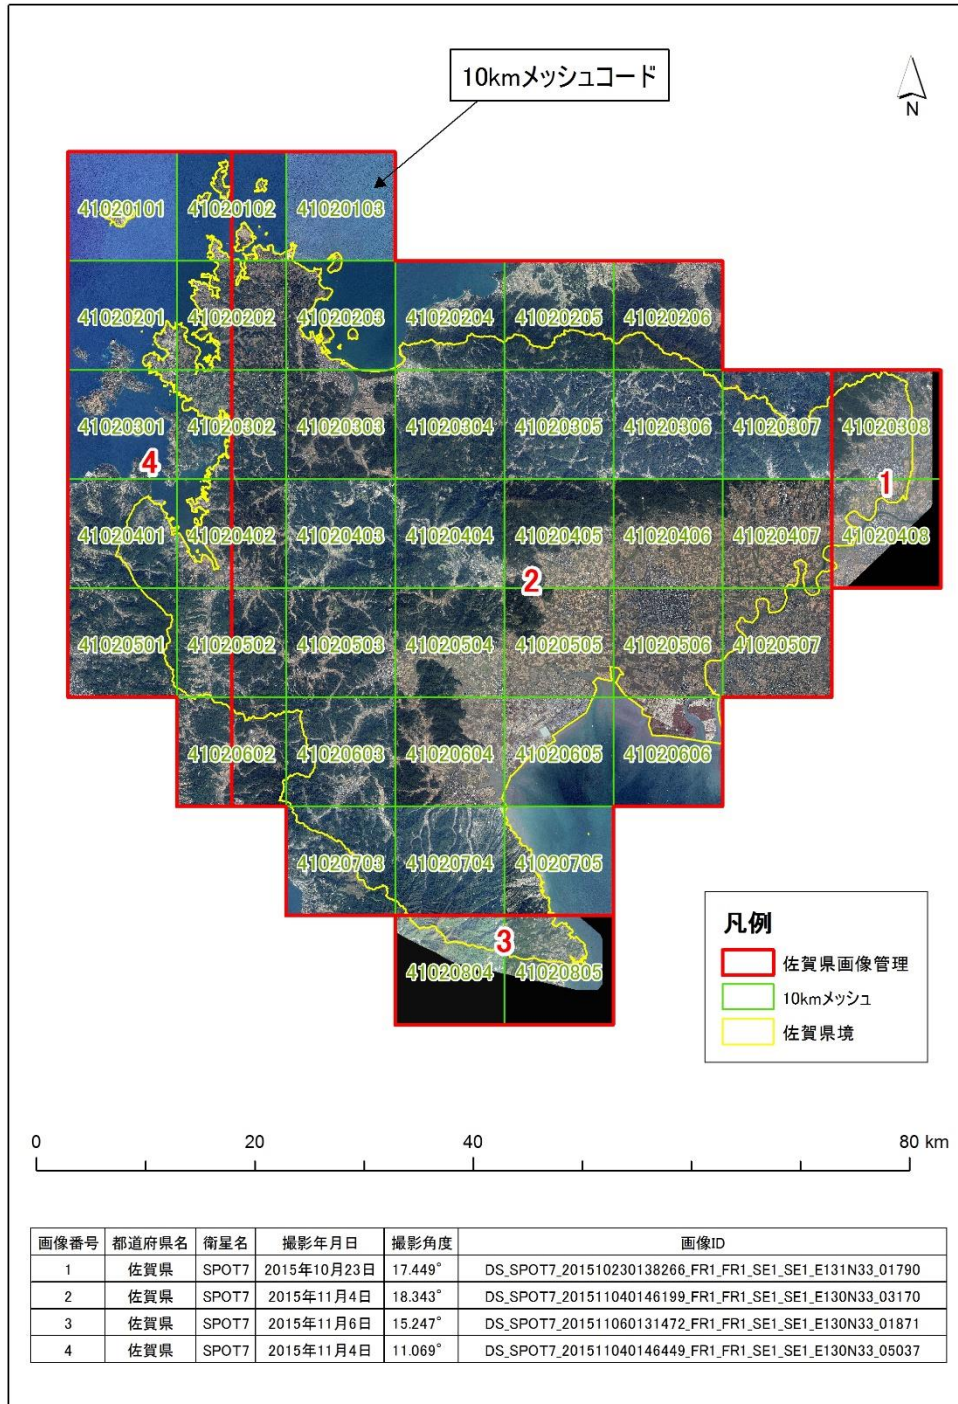 10kmメッシュコード
N
41020101 41020102 41020103
41020201 41020202 41020203 41020204 41020205 41020206
41020301 41020302 41020303 41020304 41020305 41020306 41020307 41020308
4
1
41020401 41020402 41020403 41020404 41020405 41020406 41020407 41020408
2
41020501 41020502 41020503 41020504 41020505 41020506 41020507
41020602 41020603 41020604 41020605 41020606
41020703 41020704 41020705
3
41020804 41020805
凡例
佐賀県画像管理
10kmメッシュ
佐賀県境
0 20 40 80 km
画像番号 都道府県名 衛星名 撮影年月日 撮影角度 画像ID
1 佐賀県 SPOT7 2015年10月23日 17.449° DS_SPOT7_201510230138266_FR1_FR1_SE1_SE1_E131N33_01790
2 佐賀県 SPOT7 2015年11月4日 18.343° DS_SPOT7_201511040146199_FR1_FR1_SE1_SE1_E130N33_03170
3 佐賀県 SPOT7 2015年11月6日 15.247° DS_SPOT7_201511060131472_FR1_FR1_SE1_SE1_E130N33_01871
4 佐賀県 SPOT7 2015年11月4日 11.069° DS_SPOT7_201511040146449_FR1_FR1_SE1_SE1_E130N33_05037